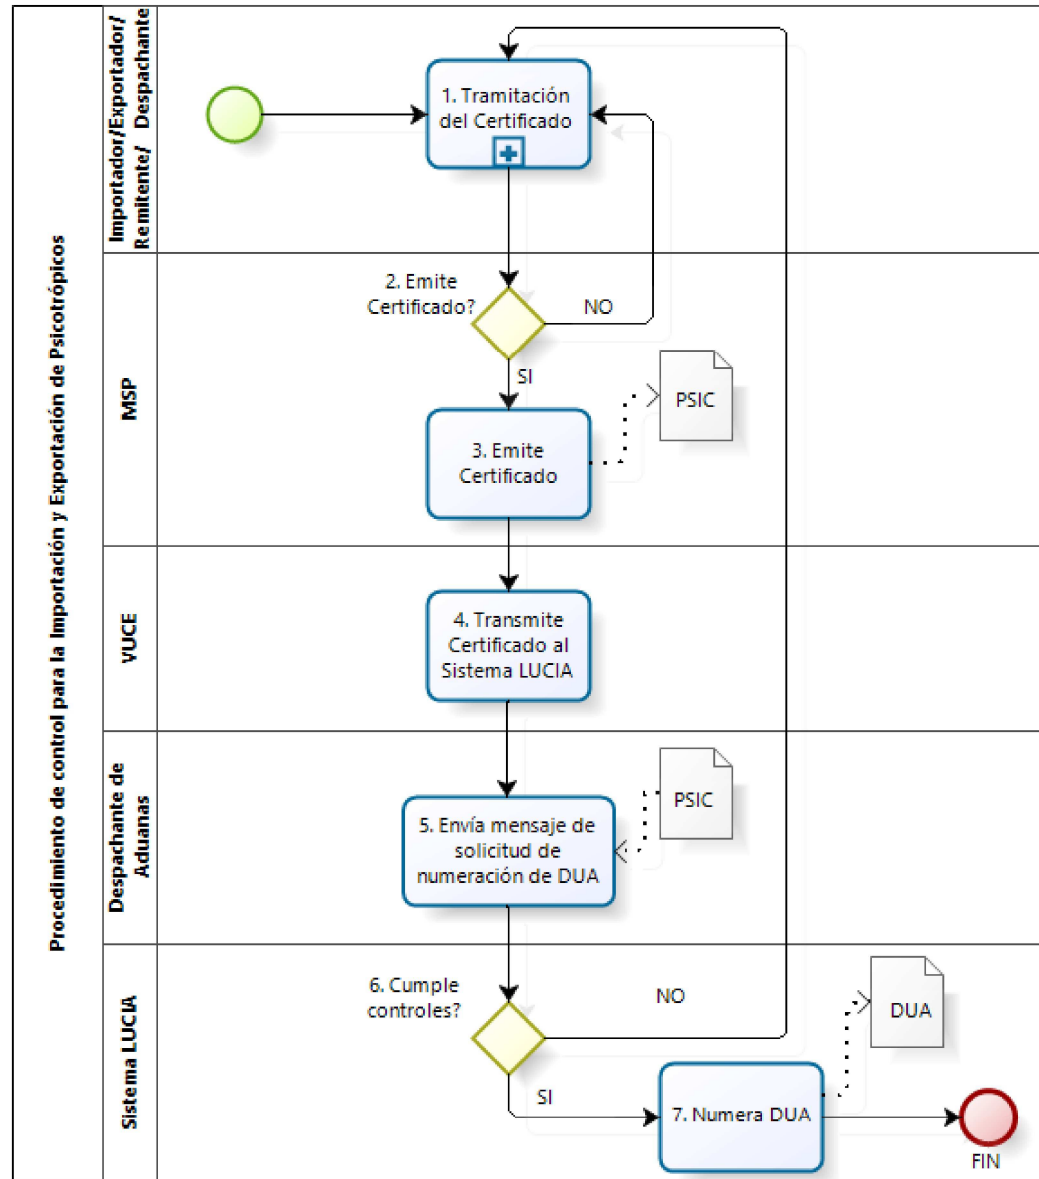 Procedimiento de control para la Importación y Exportación de Psicotrópicos
Importador/Exportador/
Remitente/ Despachante
1. Tramitación
del Certificado
MSP
2. Emite
Certificado?
NO
SI
3. Emite
Certificado
PSIC
VUCE
4. Transmite
Certificado al
Sistema LUCIA
Despachante de
Aduanas
5. Envía mensaje de
solicitud de
numeración de DUA
PSIC
Sistema LUCIA
6. Cumple
controles?
NO
SI
7. Numera DUA
DUA
FIN